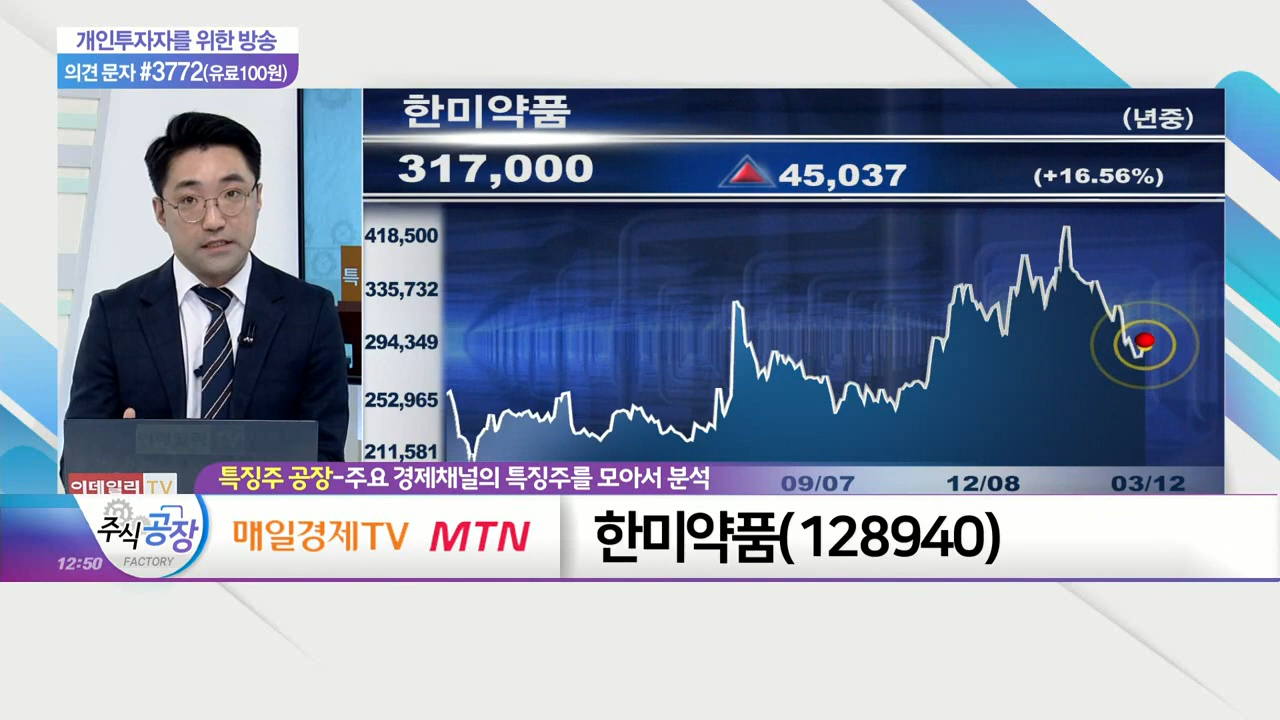 개인투자자를 위한 방송
의견 문자 #3772(유료100원)
한미약품
(년중)
317,000
45,037
(+16.56%)
418,500
335,732
294,349
252,965
211,581
특
09/07
12/08
03/12
이데일리 TV
특징주 공장-주요 경제채널의 특징주를 모아서 분석
주식공장
FACTORY
12:50
매일경제TV
MTN
한미약품(128940)